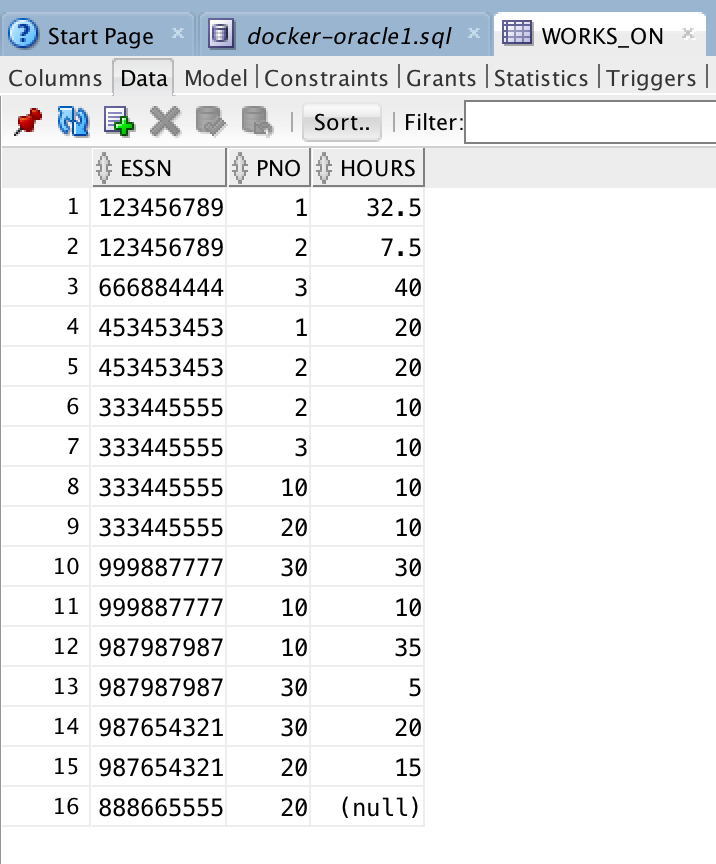 Start Page docker-oracle1.sql WORKS_ON
Columns Data Model Constraints Grants Statistics Triggers
Sort.. Filter:
ESSN PNO HOURS
1 123456789 1 32.5
2 123456789 2 7.5
3 666884444 3 40
4 453453453 1 20
5 453453453 2 20
6 333445555 2 10
7 333445555 3 10
8 333445555 10 10
9 333445555 20 10
10 999887777 30 30
11 999887777 10 10
12 987987987 10 35
13 987987987 30 5
14 987654321 30 20
15 987654321 20 15
16 888665555 20 (null)